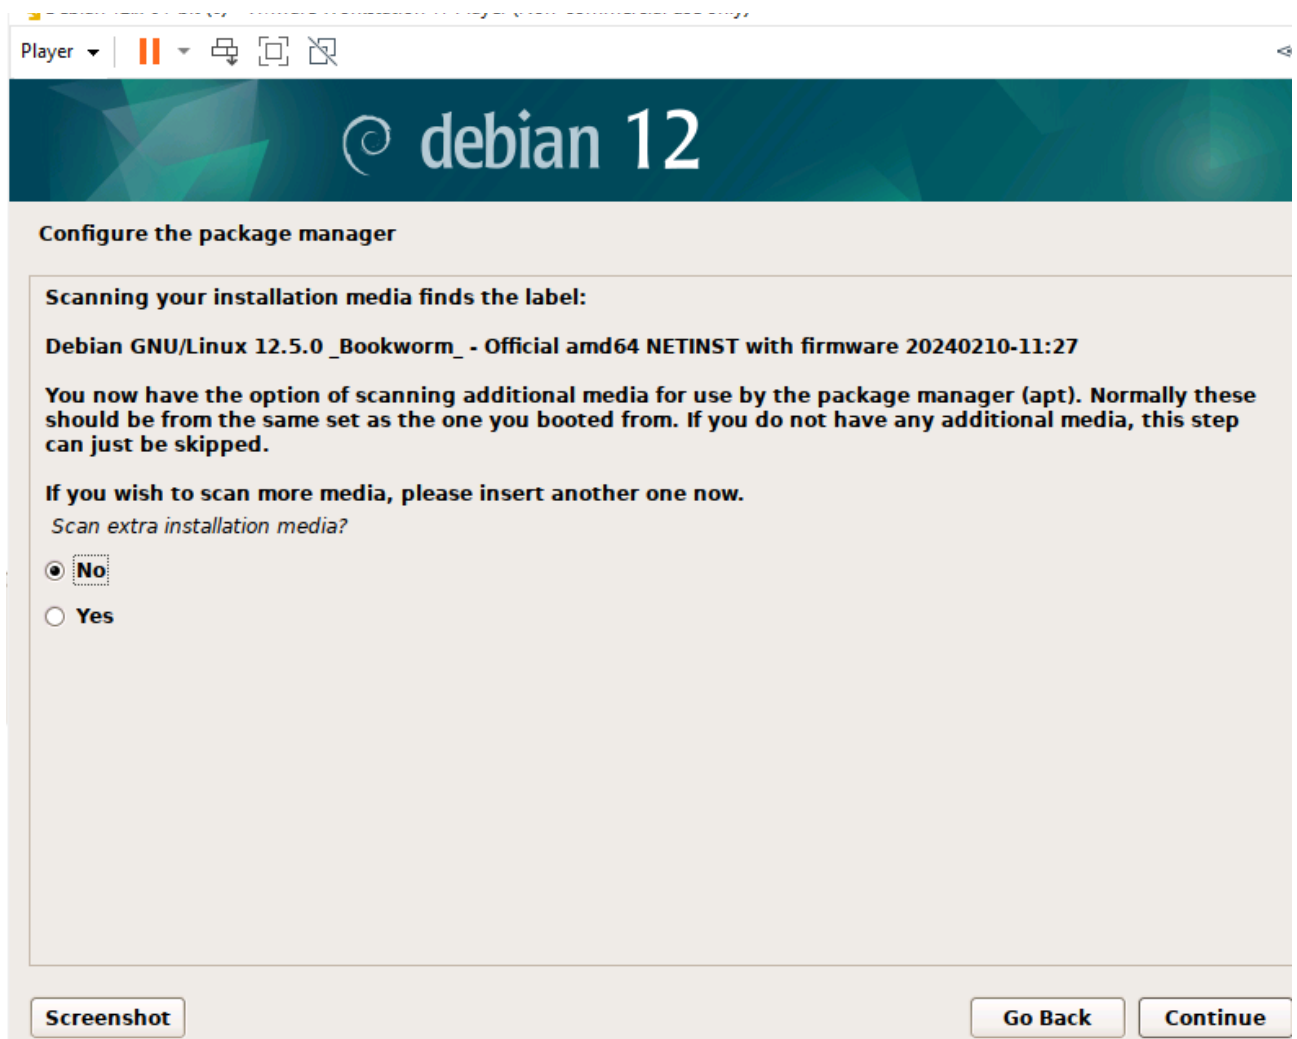 Player
debian 12
Configure the package manager
Scanning your installation media finds the label:
Debian GNU/Linux 12.5.0 _Bookworm_ - Official amd64 NETINST with firmware 20240210-11:27
You now have the option of scanning additional media for use by the package manager (apt). Normally these
should be from the same set as the one you booted from. If you do not have any additional media, this step
can just be skipped.
If you wish to scan more media, please insert another one now.
Scan extra installation media?
No
Yes
Screenshot
Go Back
Continue